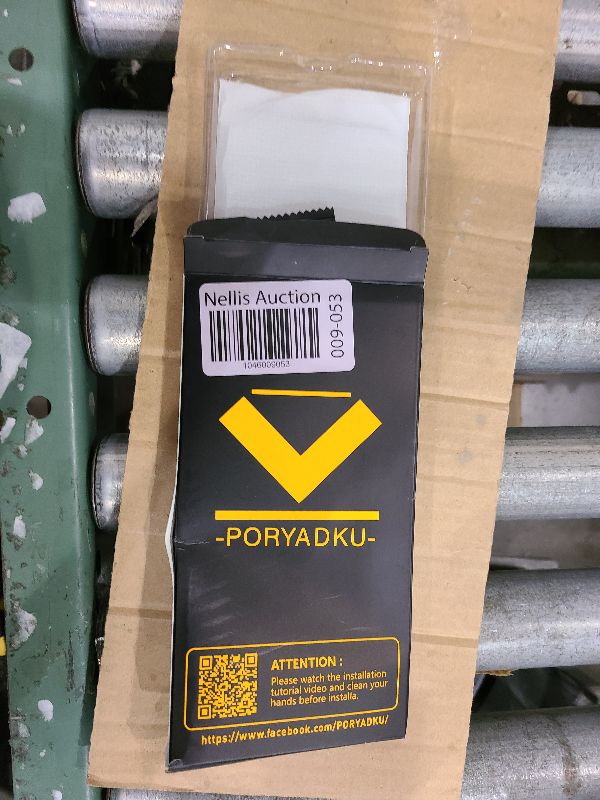 Nellis Auction
009-053
1046009053
-PORYADKU-
ATTENTION :
Please watch the installation
tutorial video and clean your
hands before installa.
https://www.facebook.com/PORYADKU/